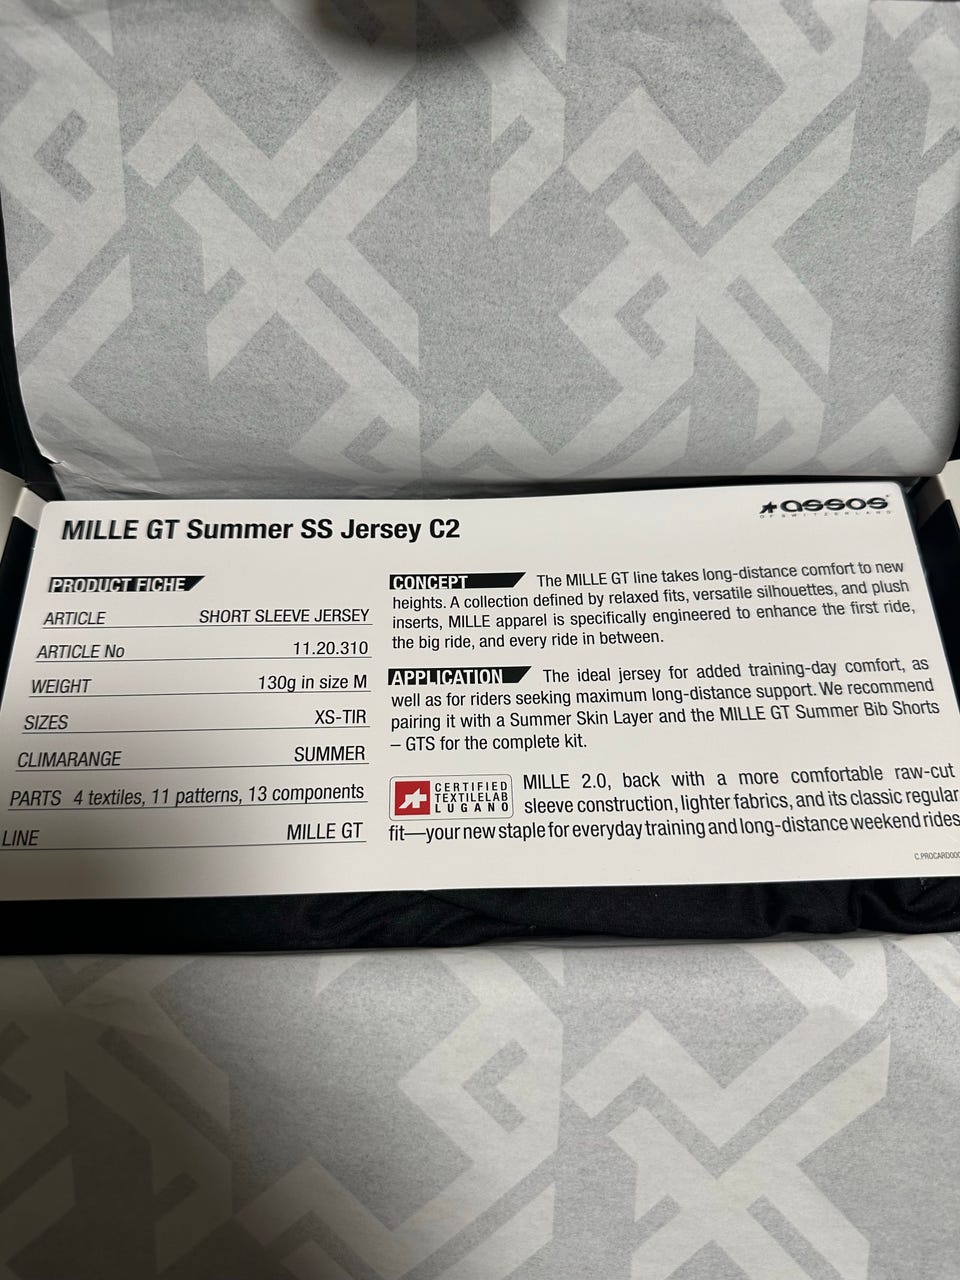 MILLE GT Summer SS Jersey C2
assos
OF SWITZERLAND
PRODUCT FICHE
ARTICLE SHORT SLEEVE JERSEY
ARTICLE No 11.20.310
WEIGHT 130g in size M
SIZES XS-TIR
CLIMARANGE SUMMER
PARTS 4 textiles, 11 patterns, 13 components
LINE MILLE GT
CONCEPT The MILLE GT line takes long-distance comfort to new
heights. A collection defined by relaxed fits, versatile silhouettes, and plush
inserts, MILLE apparel is specifically engineered to enhance the first ride,
the big ride, and every ride in between.
APPLICATION The ideal jersey for added training-day comfort, as
well as for riders seeking maximum long-distance support. We recommend
pairing it with a Summer Skin Layer and the MILLE GT Summer Bib Shorts
– GTS for the complete kit.
CERTIFIED
TEXTILELAB
LUGANO
MILLE 2.0, back with a more comfortable raw-cut
sleeve construction, lighter fabrics, and its classic regular
fit—your new staple for everyday training and long-distance weekend rides